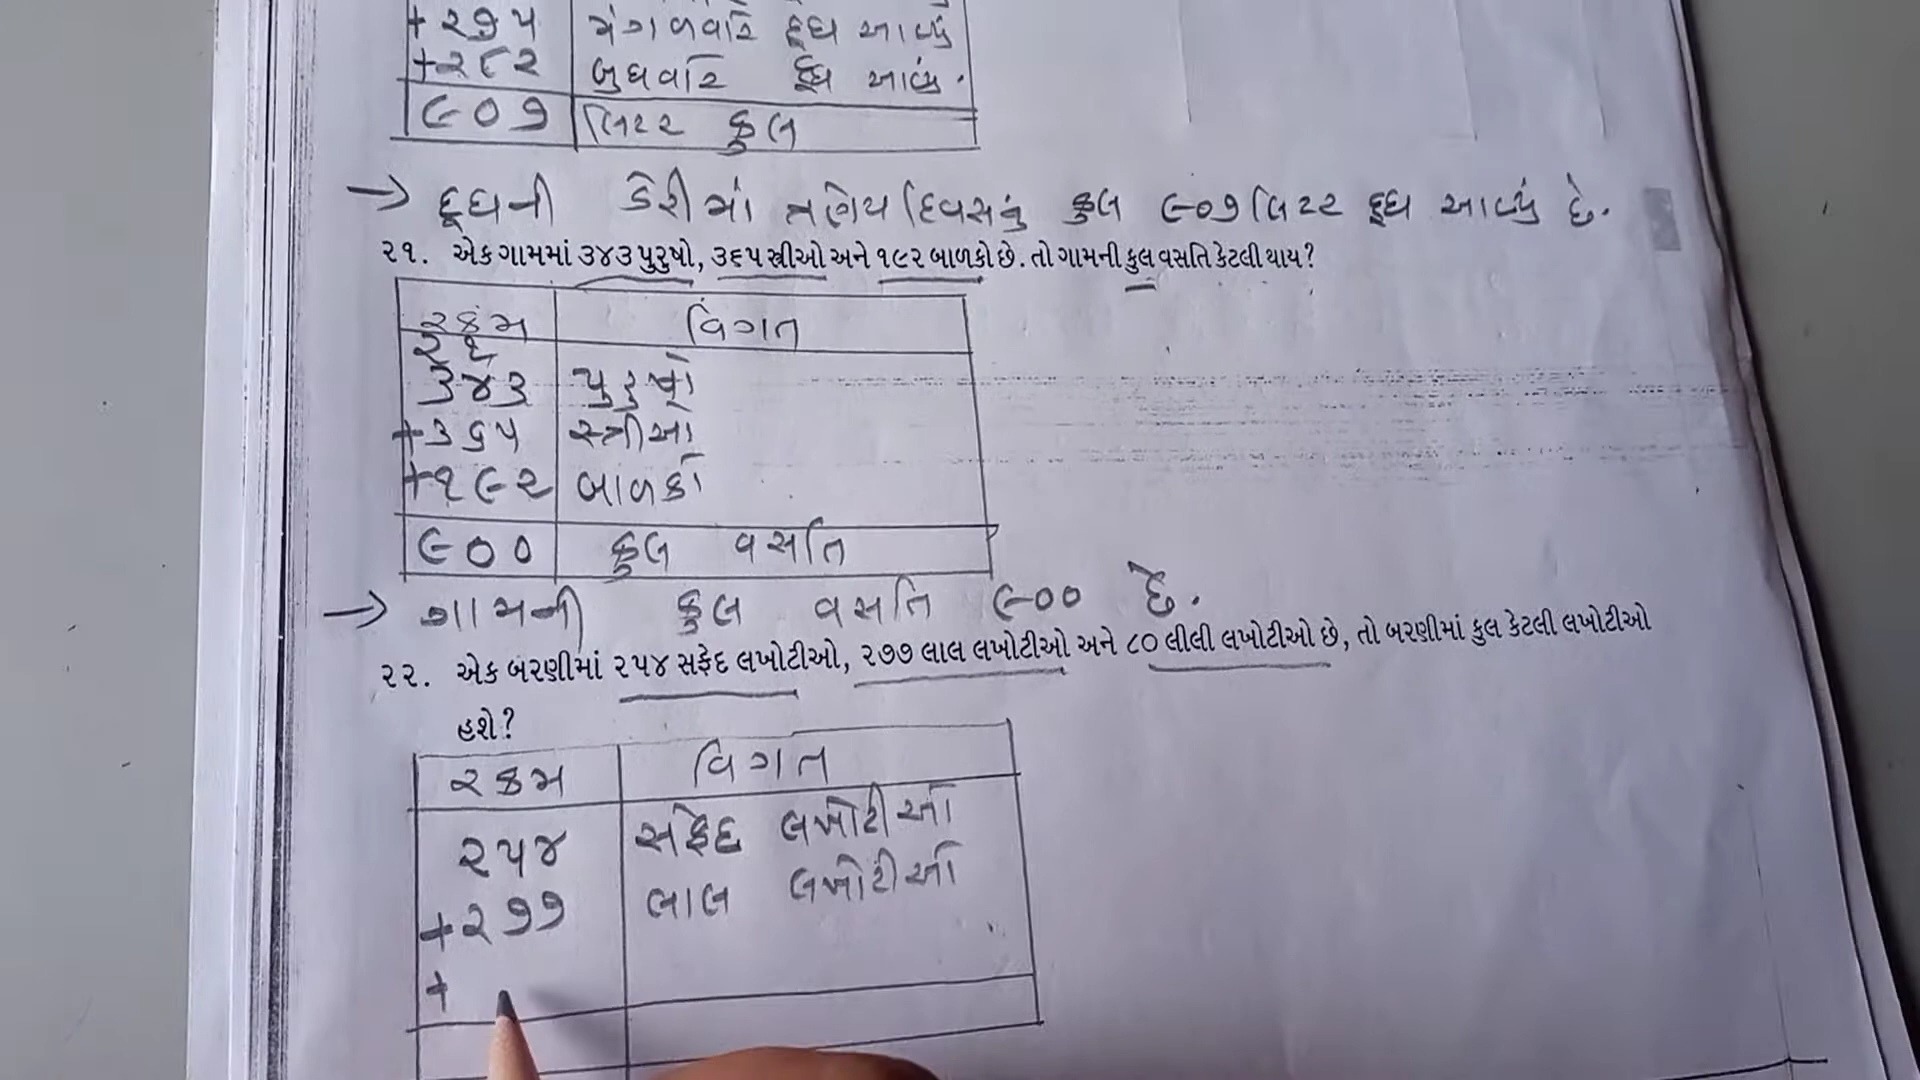 +૨૭૫ મંગળવારે દૂધ આવ્યું
+૨૮૨ બુધવારે દૂધ આવ્યું.
૯૦૭ લિટર કુલ
→ દૂધની ડેરીમાં ત્રણેય દિવસનું કુલ ૯૦૭ લિટર દૂધ આવ્યું છે.
૨૧. એક ગામમાં ૩૪૩ પુરુષો, ૩૬૫ સ્ત્રીઓ અને ૧૯૨ બાળકો છે. તો ગામની કુલ વસતિ કેટલી થાય?
રકમ વિગત
૨૧
૩૪૩ પુરુષો
+૩૬૫ સ્ત્રીઓ
+૧૯૨ બાળકો
૯૦૦ કુલ વસતિ
→ ગામની કુલ વસતિ ૯૦૦ છે.
૨૨. એક બરણીમાં ૨૫૪ સફેદ લખોટીઓ, ૨૭૭ લાલ લખોટીઓ અને ૮૦ લીલી લખોટીઓ છે, તો બરણીમાં કુલ કેટલી લખોટીઓ
હશે?
રકમ વિગત
૨૫૪ સફેદ લખોટીઓ
+૨૭૭ લાલ લખોટીઓ
+